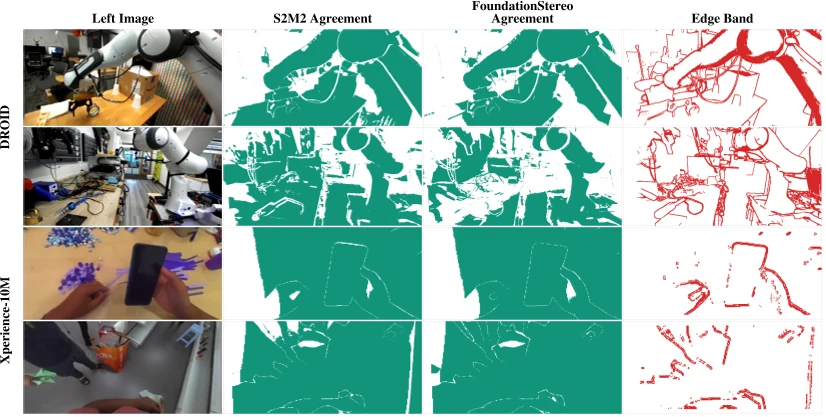 Left Image
S2M2 Agreement
FoundationStereo
Agreement
Edge Band
DROID
Xperience-10M